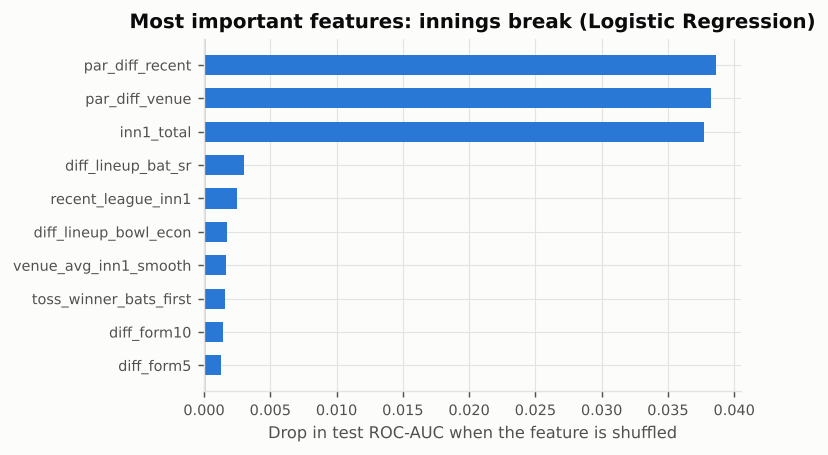 Most important features: innings break (Logistic Regression)
par_diff_recent
par_diff_venue
inn1_total
diff_lineup_bat_sr
recent_league_inn1
diff_lineup_bowl_econ
venue_avg_inn1_smooth
toss_winner_bats_first
diff_form10
diff_form5
0.000 0.005 0.010 0.015 0.020 0.025 0.030 0.035 0.040
Drop in test ROC-AUC when the feature is shuffled